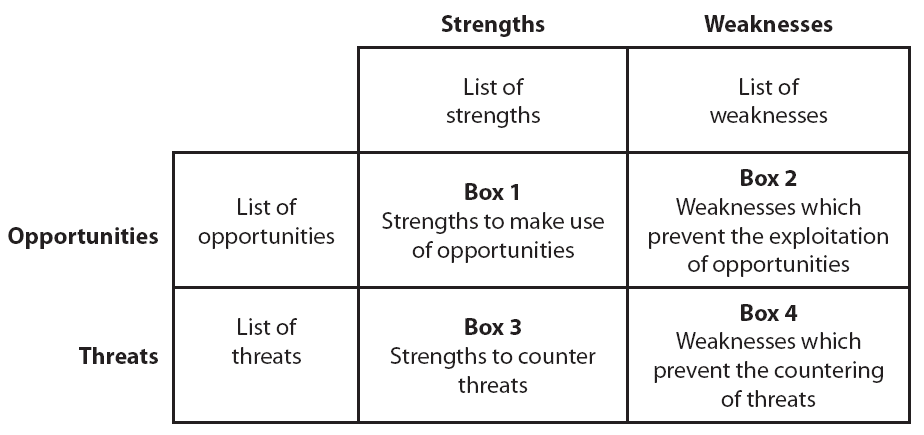 Strengths
Weaknesses
List of
strengths
List of
weaknesses
Opportunities
List of
opportunities
Box 1
Strengths to make use
of opportunities
Box 2
Weaknesses which
prevent the exploitation
of opportunities
Threats
List of
threats
Box 3
Strengths to counter
threats
Box 4
Weaknesses which
prevent the countering
of threats